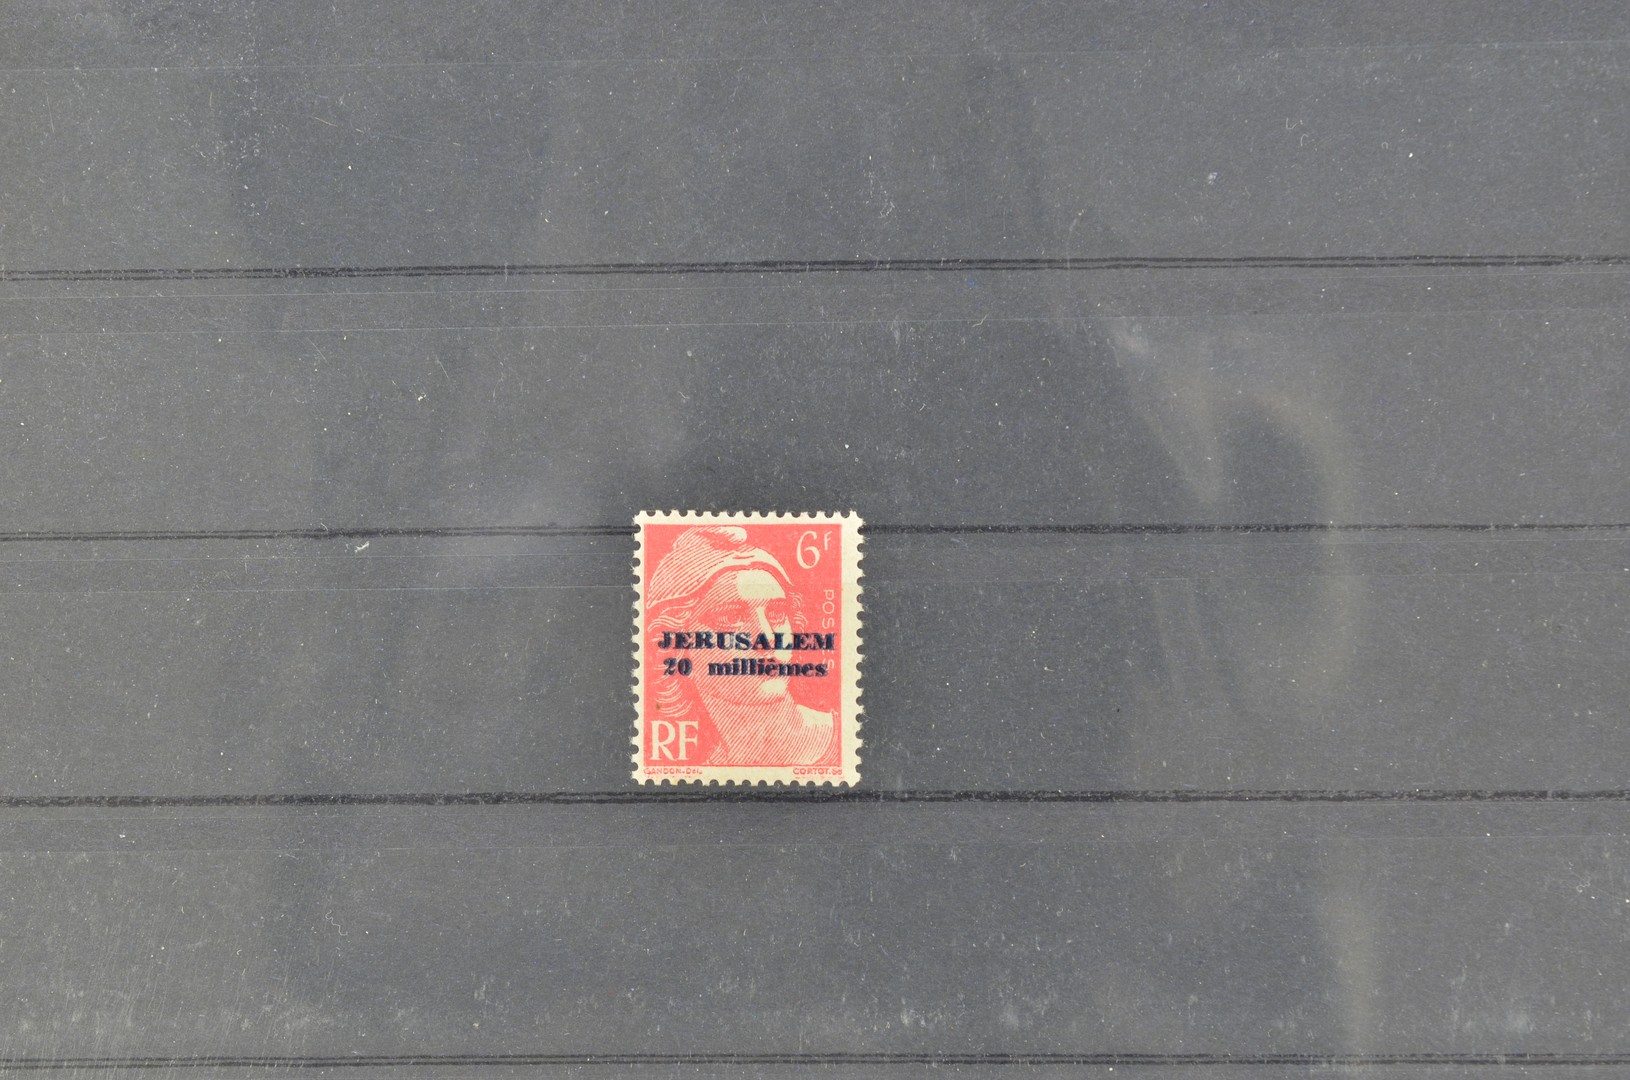 6F
POSTES
JERUSALEM
20 millièmes
RF
GANDON.Del.
CORTOT.sc